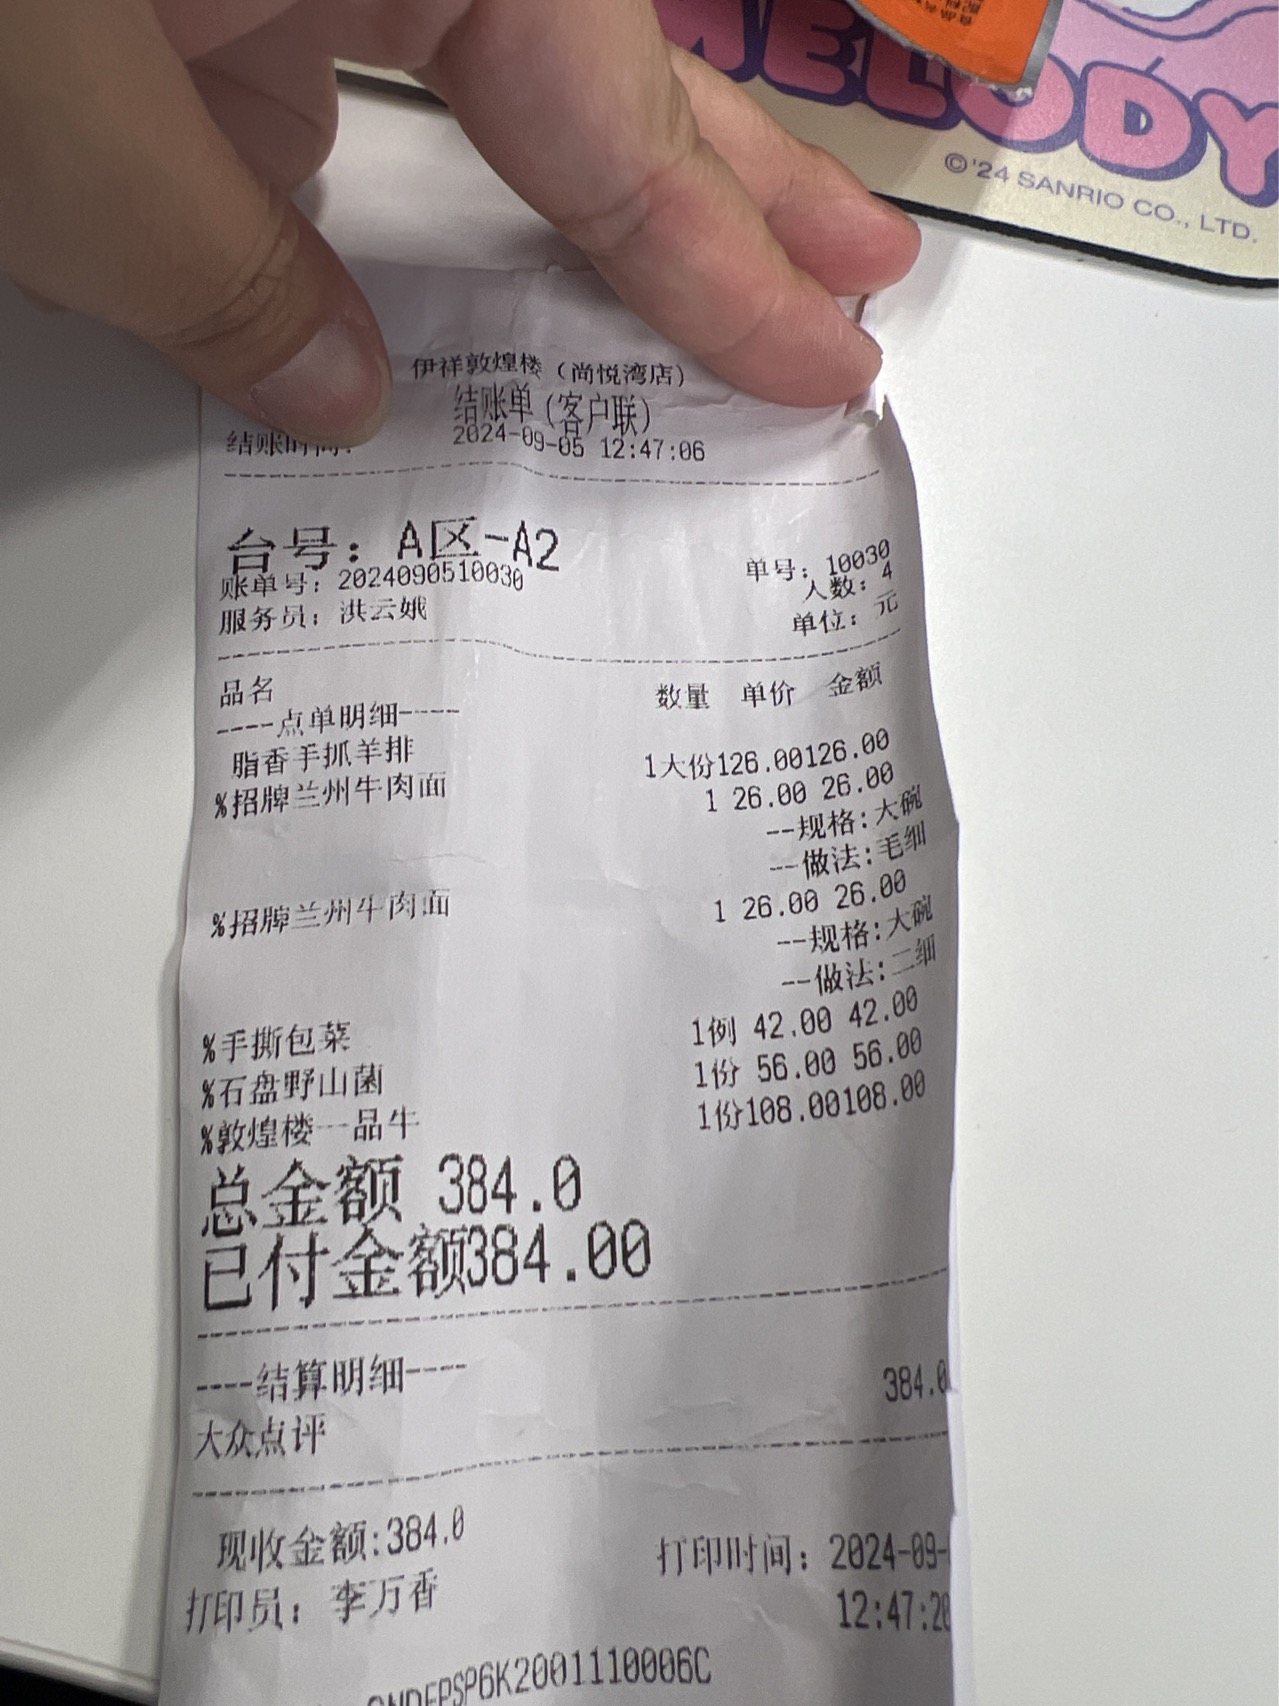 MELODY
©'24 SANRIO CO., LTD.
伊祥敦煌楼（尚悦湾店）
结账单(客户联)
结账时间: 2024-09-05 12:47:06
台号: A区-A2
单号: 10030
账单号: 2024090510030
人数: 4
服务员: 洪云娥
单位: 元
品名 数量 单价 金额
----点单明细----
脂香手抓羊排 1大份126.00126.00
%招牌兰州牛肉面 1 26.00 26.00
--规格:大碗
--做法:毛细
%招牌兰州牛肉面 1 26.00 26.00
--规格:大碗
--做法:二细
%手撕包菜 1例 42.00 42.00
%石盘野山菌 1份 56.00 56.00
%敦煌楼一品牛 1份108.00108.00
总金额 384.0
已付金额384.00
----结算明细----
大众点评 384.0
现收金额:384.0
打印员: 李万香 打印时间: 2024-09-
12:47:20